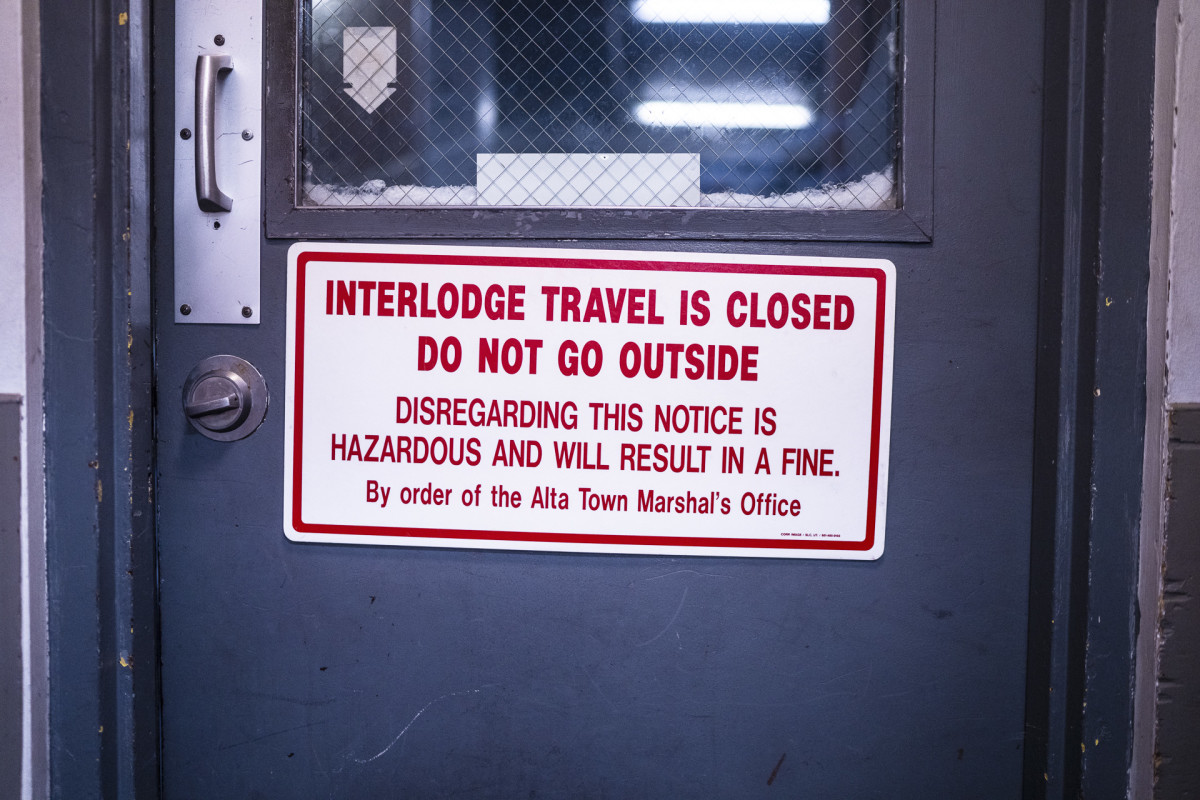 INTERLODGE TRAVEL IS CLOSED
DO NOT GO OUTSIDE
DISREGARDING THIS NOTICE IS
HAZARDOUS AND WILL RESULT IN A FINE.
By order of the Alta Town Marshal's Office